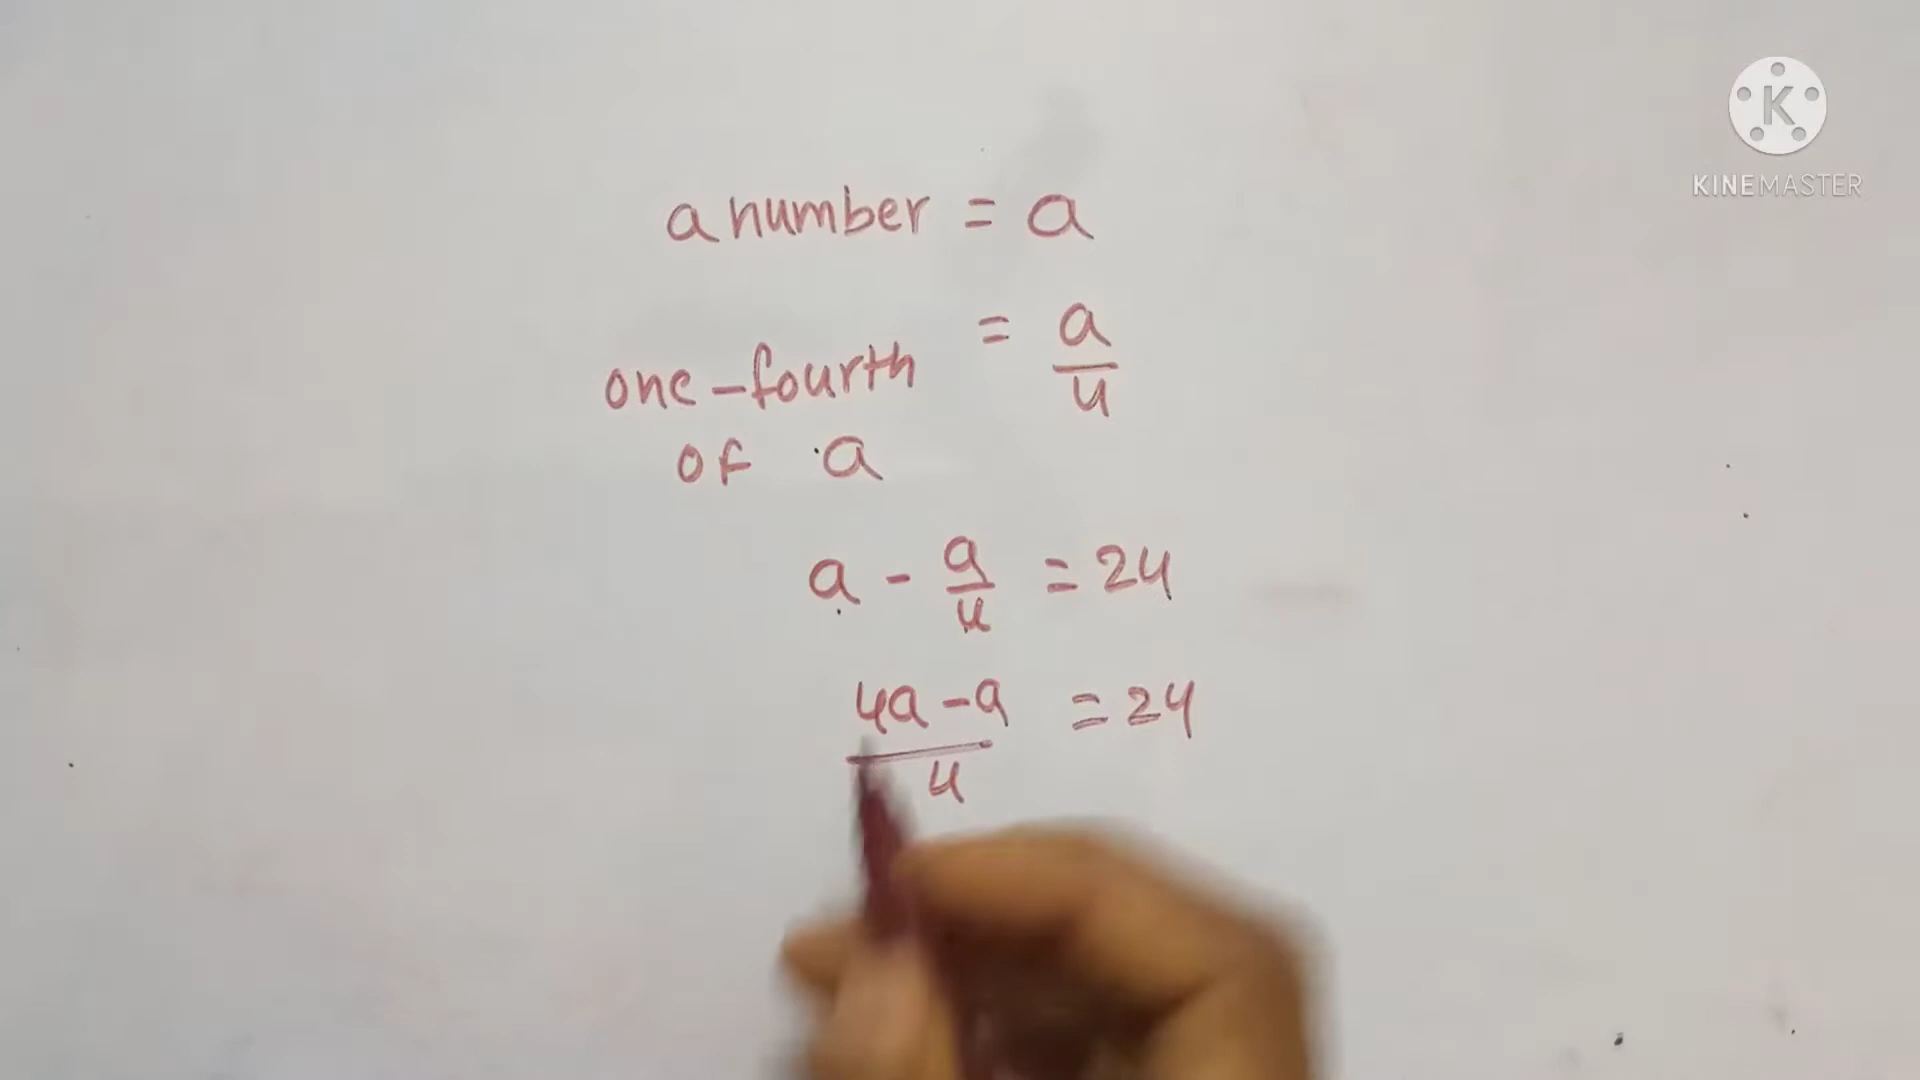 K
KINEMASTER
a number = a
one-fourth of a = a/4
a - a/4 = 24
4a - a / 4 = 24